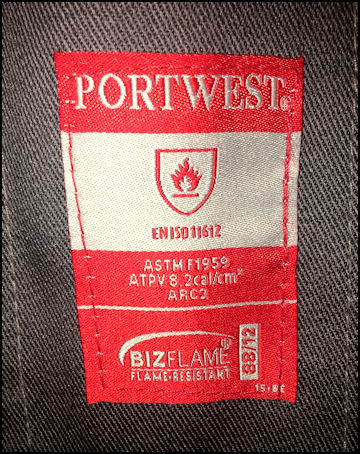 PORTWEST®
EN ISO 11612
ASTM F1959
ATPV 8.2cal/cm²
ARC2
BIZFLAME®
FLAME-RESISTANT
88/12